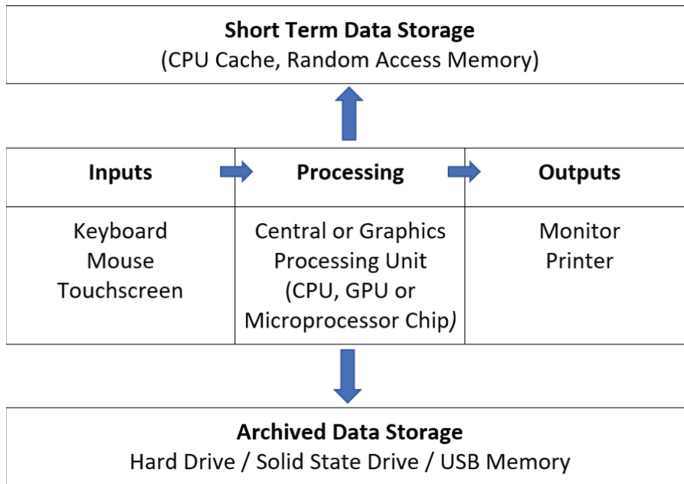 Short Term Data Storage
(CPU Cache, Random Access Memory)
Inputs
Processing
Outputs
Keyboard
Mouse
Touchscreen
Central or Graphics
Processing Unit
(CPU, GPU or
Microprocessor Chip)
Monitor
Printer
Archived Data Storage
Hard Drive / Solid State Drive / USB Memory